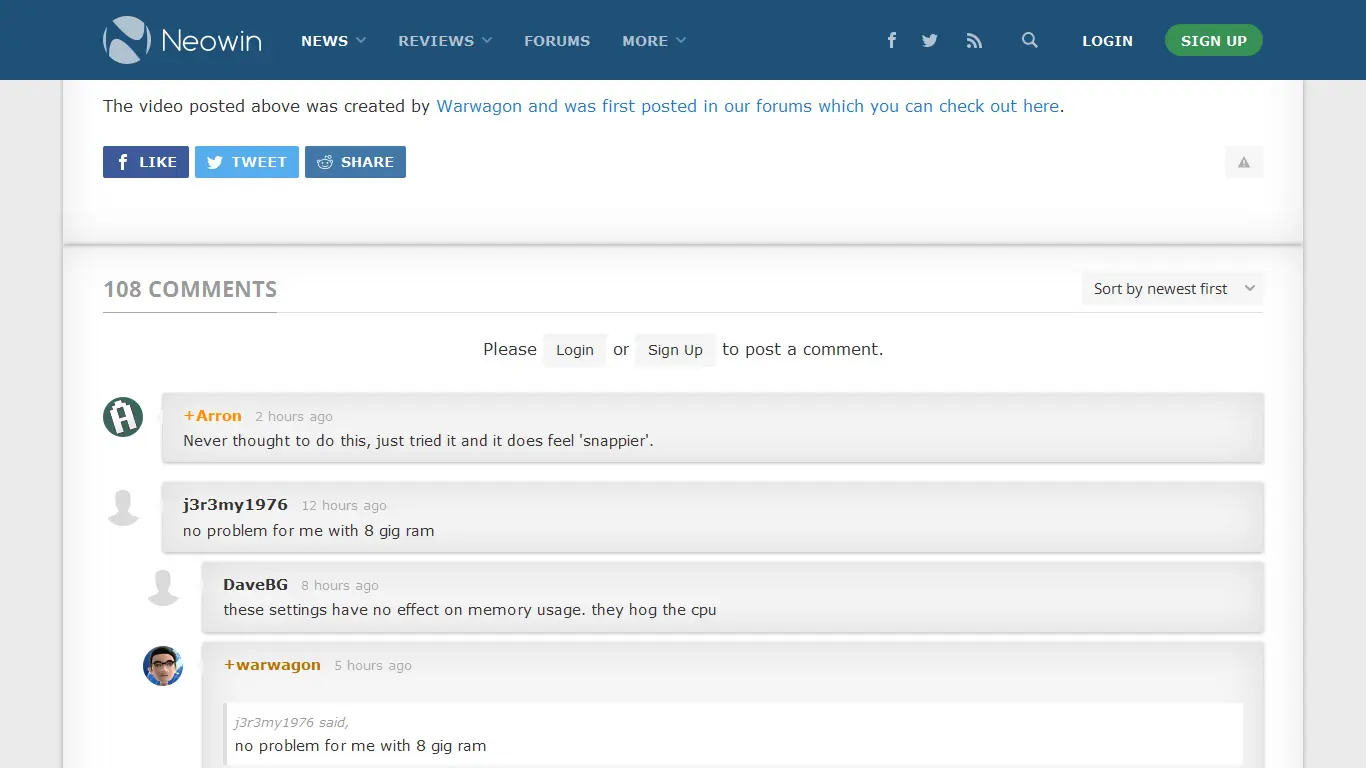 Neowin
NEWS
REVIEWS
FORUMS
MORE
LOGIN
SIGN UP
The video posted above was created by Warwagon and was first posted in our forums which you can check out here.
LIKE
TWEET
SHARE
108 COMMENTS
Sort by newest first
Please Login or Sign Up to post a comment.
+Arron 2 hours ago
Never thought to do this, just tried it and it does feel 'snappier'.
j3r3my1976 12 hours ago
no problem for me with 8 gig ram
DaveBG 8 hours ago
these settings have no effect on memory usage. they hog the cpu
+warwagon 5 hours ago
j3r3my1976 said,
no problem for me with 8 gig ram